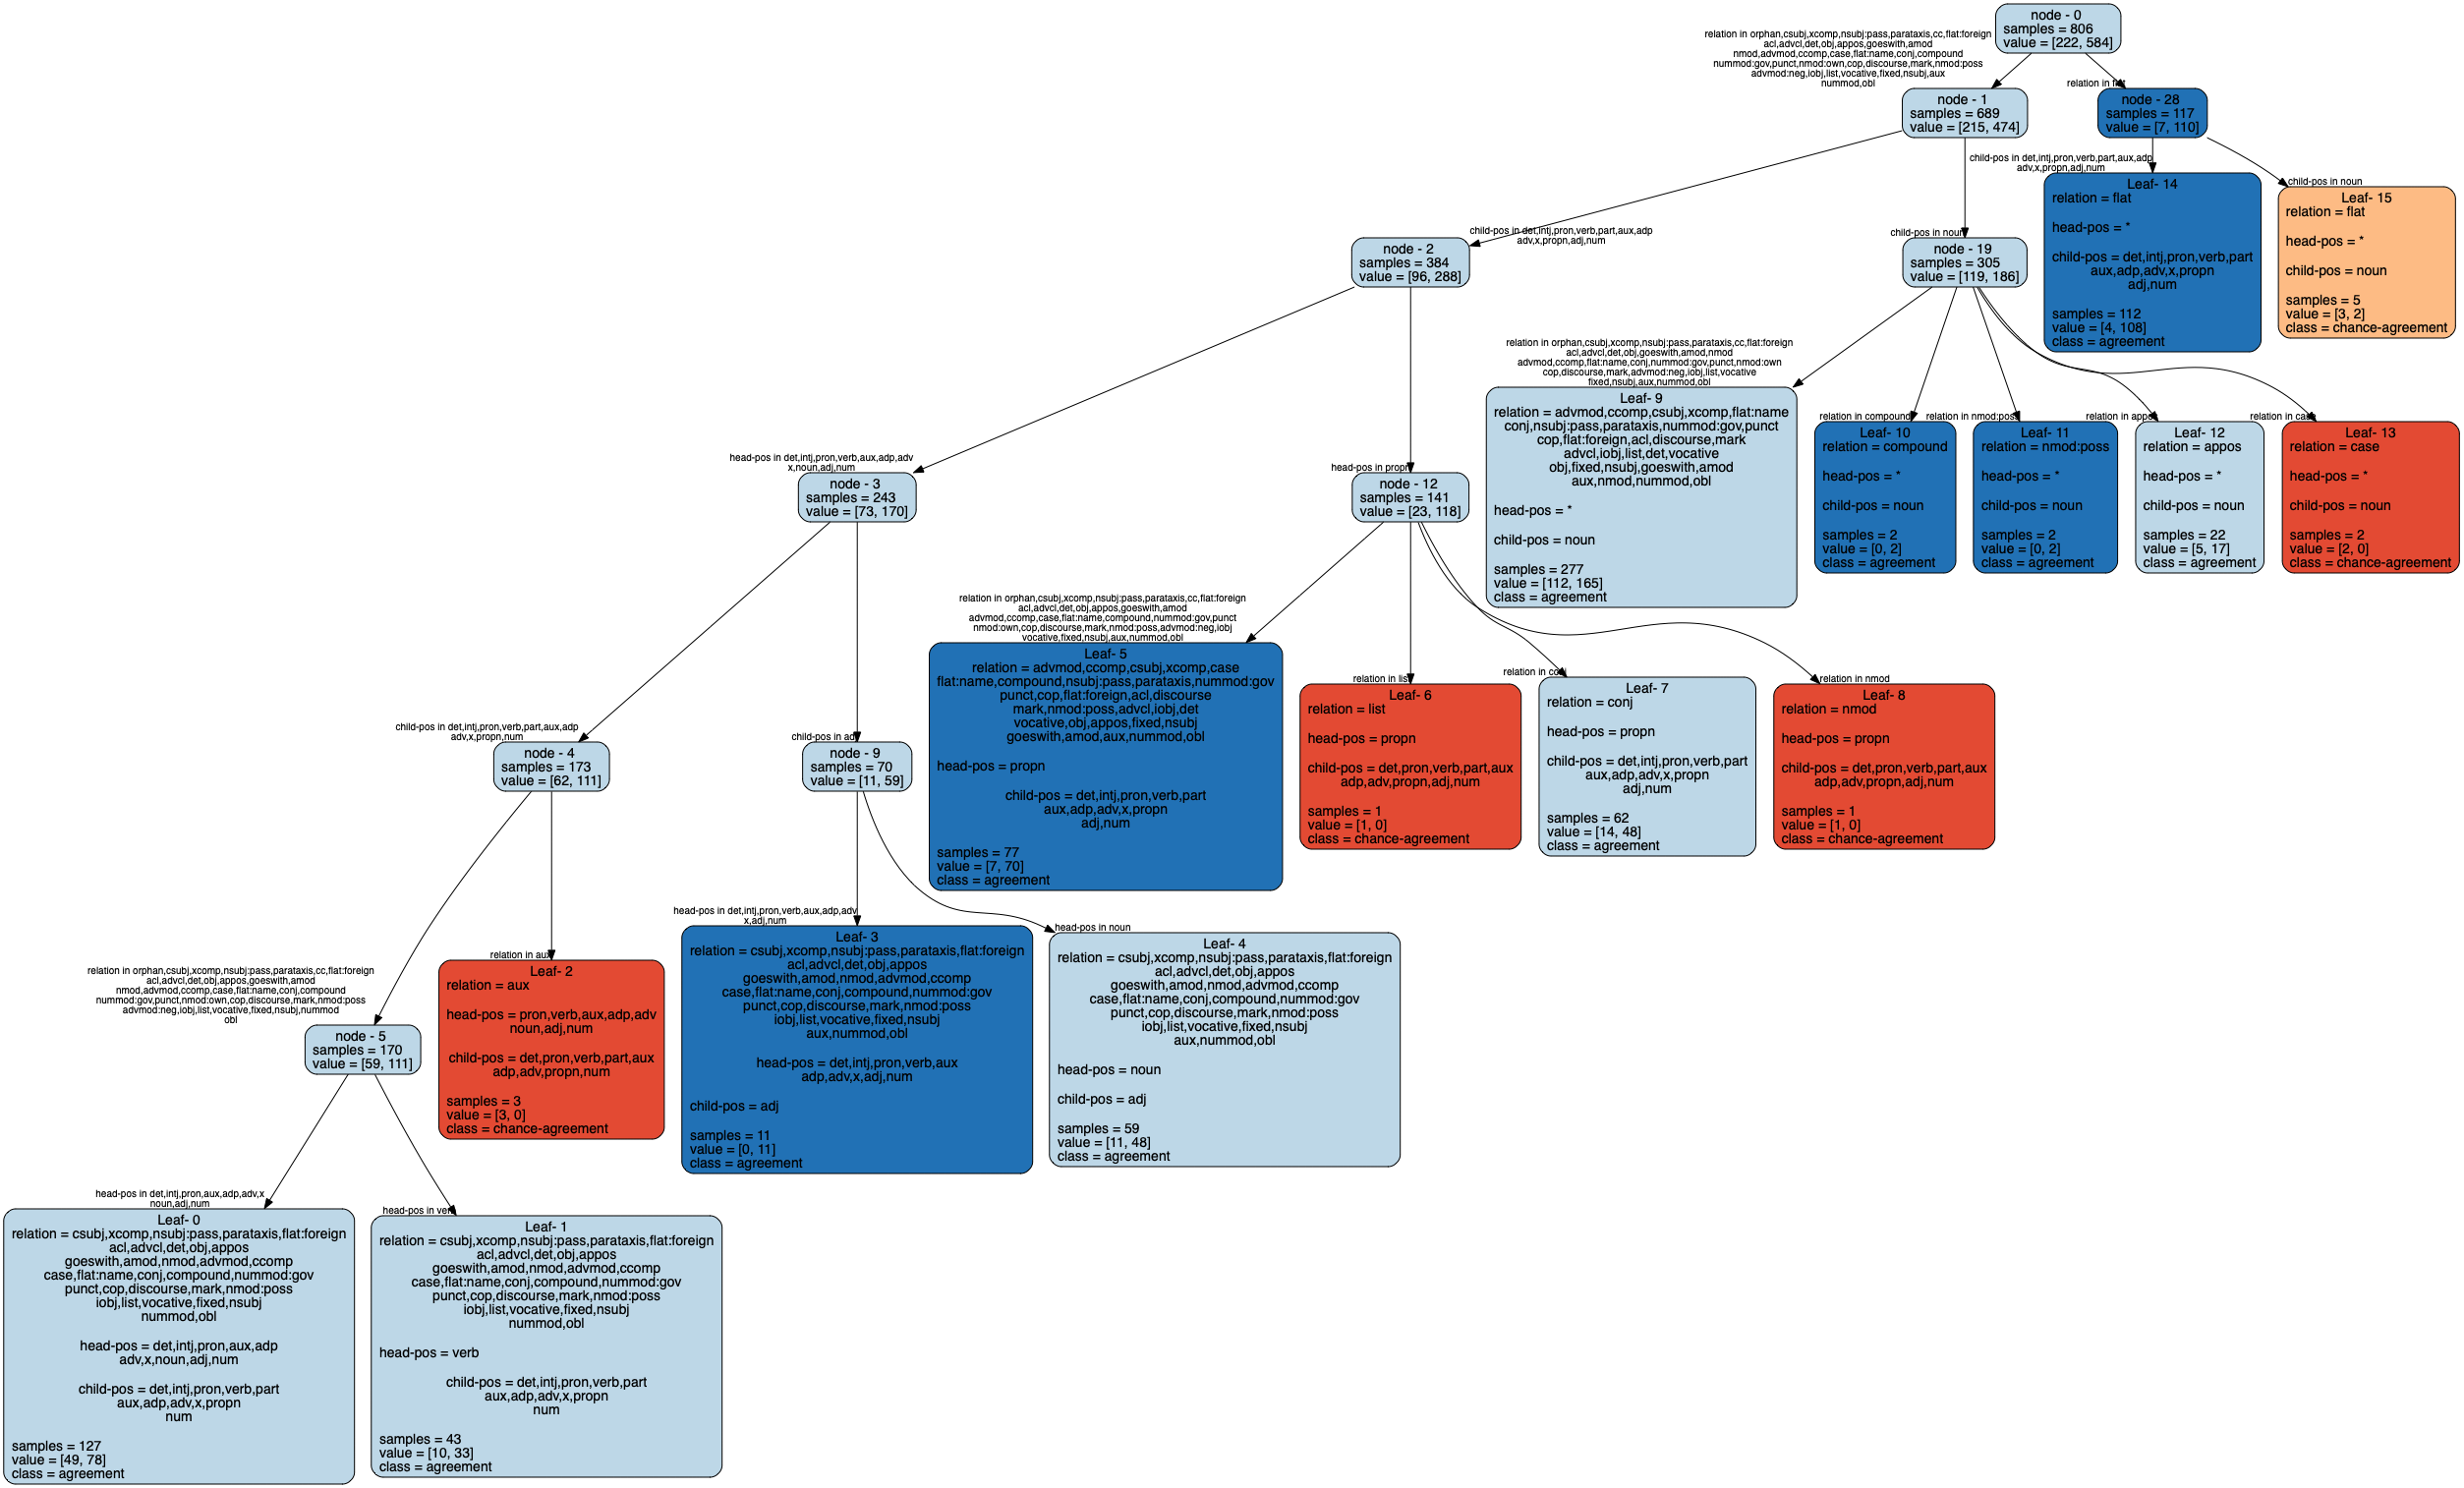 node - 0
samples = 806
value = [222, 584]
relation in orphan,csubj,xcomp,nsubj:pass,parataxis,cc,flat:foreign
acl,advcl,det,obj,appos,goeswith,amod
nmod,advmod,ccomp,case,flat:name,conj,compound
nummod:gov,punct,nmod:own,cop,discourse,mark,nmod:poss
advmod:neg,iobj,list,vocative,fixed,nsubj,aux
nummod,obl
relation in flat
node - 1
samples = 689
value = [215, 474]
node - 28
samples = 117
value = [7, 110]
child-pos in det,intj,pron,verb,part,aux,adp
adv,x,propn,adj,num
child-pos in noun
Leaf- 14
relation = flat
head-pos = *
child-pos = det,intj,pron,verb,part
aux,adp,adv,x,propn
adj,num
samples = 112
value = [4, 108]
class = agreement
Leaf- 15
relation = flat
head-pos = *
child-pos = noun
samples = 5
value = [3, 2]
class = chance-agreement
child-pos in det,intj,pron,verb,part,aux,adp
adv,x,propn,adj,num
child-pos in noun
node - 2
samples = 384
value = [96, 288]
node - 19
samples = 305
value = [119, 186]
relation in orphan,csubj,xcomp,nsubj:pass,parataxis,cc,flat:foreign
acl,advcl,det,obj,goeswith,amod,nmod
advmod,ccomp,flat:name,conj,nummod:gov,punct,nmod:own
cop,discourse,mark,advmod:neg,iobj,list,vocative
fixed,nsubj,aux,nummod,obl
Leaf- 9
relation = advmod,ccomp,csubj,xcomp,flat:name
conj,nsubj:pass,parataxis,nummod:gov,punct
cop,flat:foreign,acl,discourse,mark
advcl,iobj,list,det,vocative
obj,fixed,nsubj,goeswith,amod
aux,nmod,nummod,obl
head-pos = *
child-pos = noun
samples = 277
value = [112, 165]
class = agreement
relation in compound
Leaf- 10
relation = compound
head-pos = *
child-pos = noun
samples = 2
value = [0, 2]
class = agreement
relation in nmod:poss
Leaf- 11
relation = nmod:poss
head-pos = *
child-pos = noun
samples = 2
value = [0, 2]
class = agreement
relation in appos
Leaf- 12
relation = appos
head-pos = *
child-pos = noun
samples = 22
value = [5, 17]
class = agreement
relation in case
Leaf- 13
relation = case
head-pos = *
child-pos = noun
samples = 2
value = [2, 0]
class = chance-agreement
head-pos in det,intj,pron,verb,aux,adp,adv
x,noun,adj,num
node - 3
samples = 243
value = [73, 170]
head-pos in propn
node - 12
samples = 141
value = [23, 118]
relation in orphan,csubj,xcomp,nsubj:pass,parataxis,cc,flat:foreign
acl,advcl,det,obj,appos,goeswith,amod
advmod,ccomp,case,flat:name,compound,nummod:gov,punct
nmod:own,cop,discourse,mark,nmod:poss,advmod:neg,iobj
vocative,fixed,nsubj,aux,nummod,obl
Leaf- 5
relation = advmod,ccomp,csubj,xcomp,case
flat:name,compound,nsubj:pass,parataxis,nummod:gov
punct,cop,flat:foreign,acl,discourse
mark,nmod:poss,advcl,iobj,det
vocative,obj,appos,fixed,nsubj
goeswith,amod,aux,nummod,obl
head-pos = propn
child-pos = det,intj,pron,verb,part
aux,adp,adv,x,propn
adj,num
samples = 77
value = [7, 70]
class = agreement
relation in list
Leaf- 6
relation = list
head-pos = propn
child-pos = det,pron,verb,part,aux
adp,adv,propn,adj,num
samples = 1
value = [1, 0]
class = chance-agreement
relation in conj
Leaf- 7
relation = conj
head-pos = propn
child-pos = det,intj,pron,verb,part
aux,adp,adv,x,propn
adj,num
samples = 62
value = [14, 48]
class = agreement
relation in nmod
Leaf- 8
relation = nmod
head-pos = propn
child-pos = det,pron,verb,part,aux
adp,adv,propn,adj,num
samples = 1
value = [1, 0]
class = chance-agreement
child-pos in det,intj,pron,verb,part,aux,adp
adv,x,propn,num
node - 4
samples = 173
value = [62, 111]
child-pos in adj
node - 9
samples = 70
value = [11, 59]
head-pos in det,intj,pron,verb,aux,adp,adv
x,adj,num
Leaf- 3
relation = csubj,xcomp,nsubj:pass,parataxis,flat:foreign
acl,advcl,det,obj,appos
goeswith,amod,nmod,advmod,ccomp
case,flat:name,conj,compound,nummod:gov
punct,cop,discourse,mark,nmod:poss
iobj,list,vocative,fixed,nsubj
aux,nummod,obl
head-pos = det,intj,pron,verb,aux
adp,adv,x,adj,num
child-pos = adj
samples = 11
value = [0, 11]
class = agreement
head-pos in noun
Leaf- 4
relation = csubj,xcomp,nsubj:pass,parataxis,flat:foreign
acl,advcl,det,obj,appos
goeswith,amod,nmod,advmod,ccomp
case,flat:name,conj,compound,nummod:gov
punct,cop,discourse,mark,nmod:poss
iobj,list,vocative,fixed,nsubj
aux,nummod,obl
head-pos = noun
child-pos = adj
samples = 59
value = [11, 48]
class = agreement
relation in orphan,csubj,xcomp,nsubj:pass,parataxis,cc,flat:foreign
acl,advcl,det,obj,appos,goeswith,amod
nmod,advmod,ccomp,case,flat:name,conj,compound
nummod:gov,punct,nmod:own,cop,discourse,mark,nmod:poss
advmod:neg,iobj,list,vocative,fixed,nsubj,nummod
obl
node - 5
samples = 170
value = [59, 111]
relation in aux
Leaf- 2
relation = aux
head-pos = pron,verb,aux,adp,adv
noun,adj,num
child-pos = det,pron,verb,part,aux
adp,adv,propn,num
samples = 3
value = [3, 0]
class = chance-agreement
head-pos in det,intj,pron,aux,adp,adv,x
noun,adj,num
Leaf- 0
relation = csubj,xcomp,nsubj:pass,parataxis,flat:foreign
acl,advcl,det,obj,appos
goeswith,amod,nmod,advmod,ccomp
case,flat:name,conj,compound,nummod:gov
punct,cop,discourse,mark,nmod:poss
iobj,list,vocative,fixed,nsubj
nummod,obl
head-pos = det,intj,pron,aux,adp
adv,x,noun,adj,num
child-pos = det,intj,pron,verb,part
aux,adp,adv,x,propn
num
samples = 127
value = [49, 78]
class = agreement
head-pos in verb
Leaf- 1
relation = csubj,xcomp,nsubj:pass,parataxis,flat:foreign
acl,advcl,det,obj,appos
goeswith,amod,nmod,advmod,ccomp
case,flat:name,conj,compound,nummod:gov
punct,cop,discourse,mark,nmod:poss
iobj,list,vocative,fixed,nsubj
nummod,obl
head-pos = verb
child-pos = det,intj,pron,verb,part
aux,adp,adv,x,propn
num
samples = 43
value = [10, 33]
class = agreement